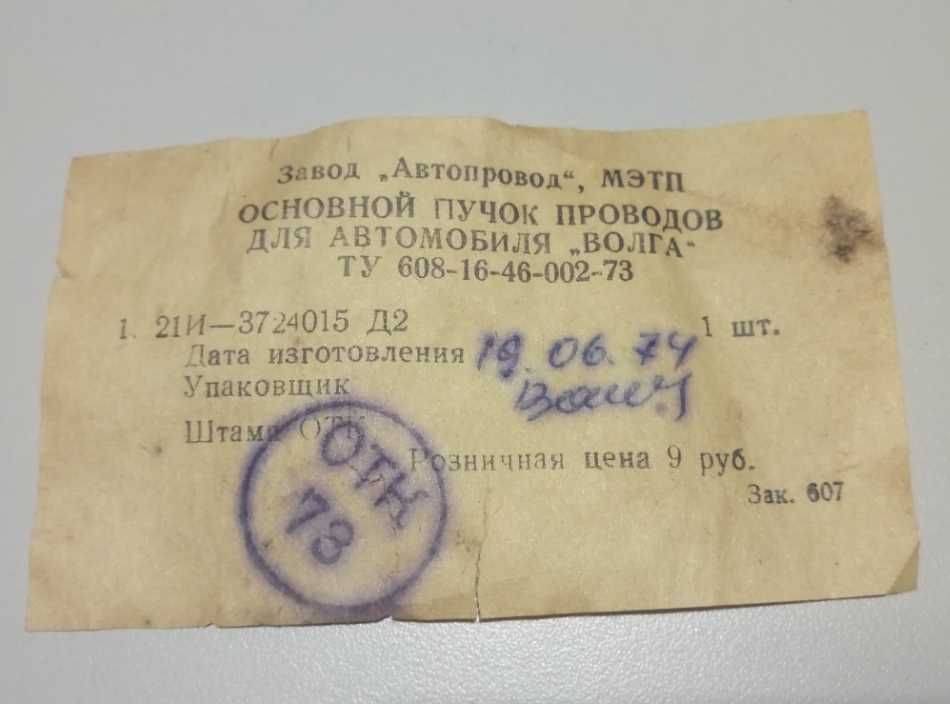 Завод „Автопровод“, МЭТП
ОСНОВНОЙ ПУЧОК ПРОВОДОВ
ДЛЯ АВТОМОБИЛЯ „ВОЛГА“
ТУ 608-16-46-002-73
1. 21И—3724015 Д2 1 шт.
Дата изготовления 19.06.74
Упаковщик
Штамп ОТК
ОТК
73
Розничная цена 9 руб.
Зак. 607